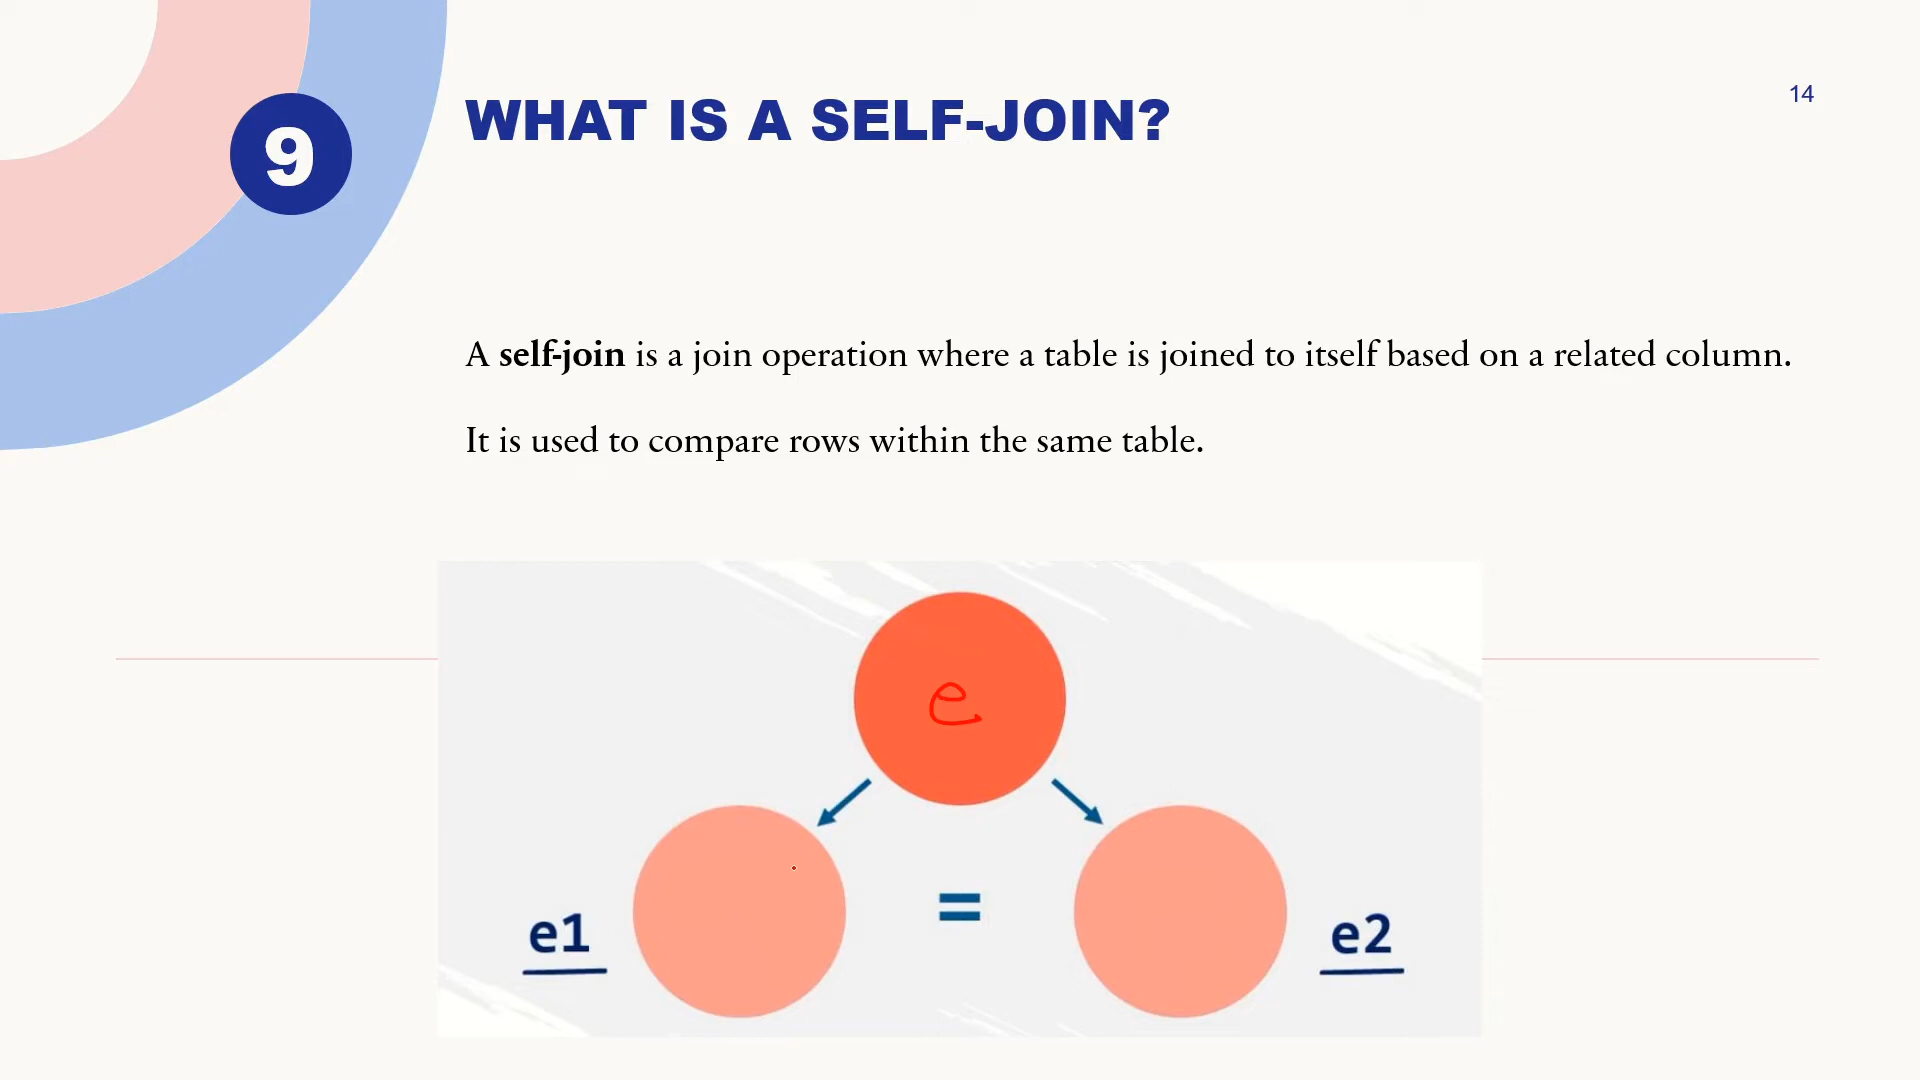 14
9
WHAT IS A SELF-JOIN?
A self-join is a join operation where a table is joined to itself based on a related column.
It is used to compare rows within the same table.
e
e1
=
e2